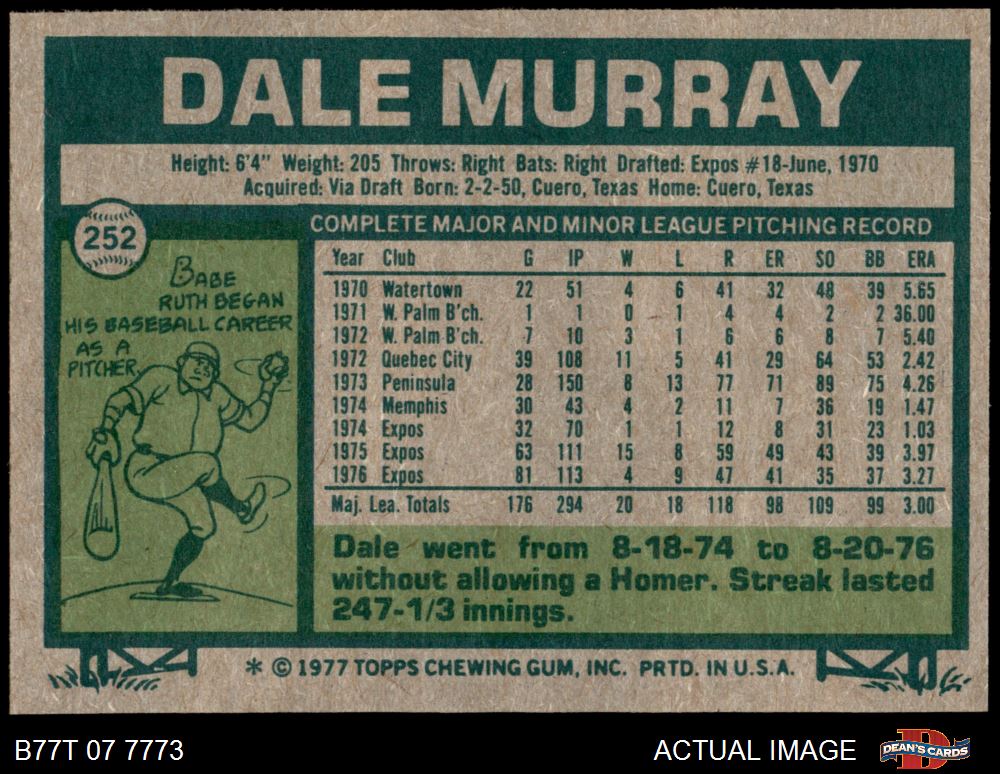 DALE MURRAY
Height: 6'4" Weight: 205 Throws: Right Bats: Right Drafted: Expos #18-June, 1970
Acquired: Via Draft Born: 2-2-50, Cuero, Texas Home: Cuero, Texas
252
BABE
RUTH BEGAN
HIS BASEBALL CAREER
AS A
PITCHER.
COMPLETE MAJOR AND MINOR LEAGUE PITCHING RECORD
Year Club G IP W L R ER SO BB ERA
1970 Watertown 22 51 4 6 41 32 48 39 5.65
1971 W. Palm B'ch. 1 1 0 1 4 4 2 2 36.00
1972 W. Palm B'ch. 7 10 3 1 6 6 8 7 5.40
1972 Quebec City 39 108 11 5 41 29 64 53 2.42
1973 Peninsula 28 150 8 13 77 71 89 75 4.26
1974 Memphis 30 43 4 2 11 7 36 19 1.47
1974 Expos 32 70 1 1 12 8 31 23 1.03
1975 Expos 63 111 15 8 59 49 43 39 3.97
1976 Expos 81 113 4 9 47 41 35 37 3.27
Maj. Lea. Totals 176 294 20 18 118 98 109 99 3.00
Dale went from 8-18-74 to 8-20-76
without allowing a Homer. Streak lasted
247-1/3 innings.
* © 1977 TOPPS CHEWING GUM, INC. PRTD. IN U.S.A.
B77T 07 7773
ACTUAL IMAGE
DEAN'S CARDS